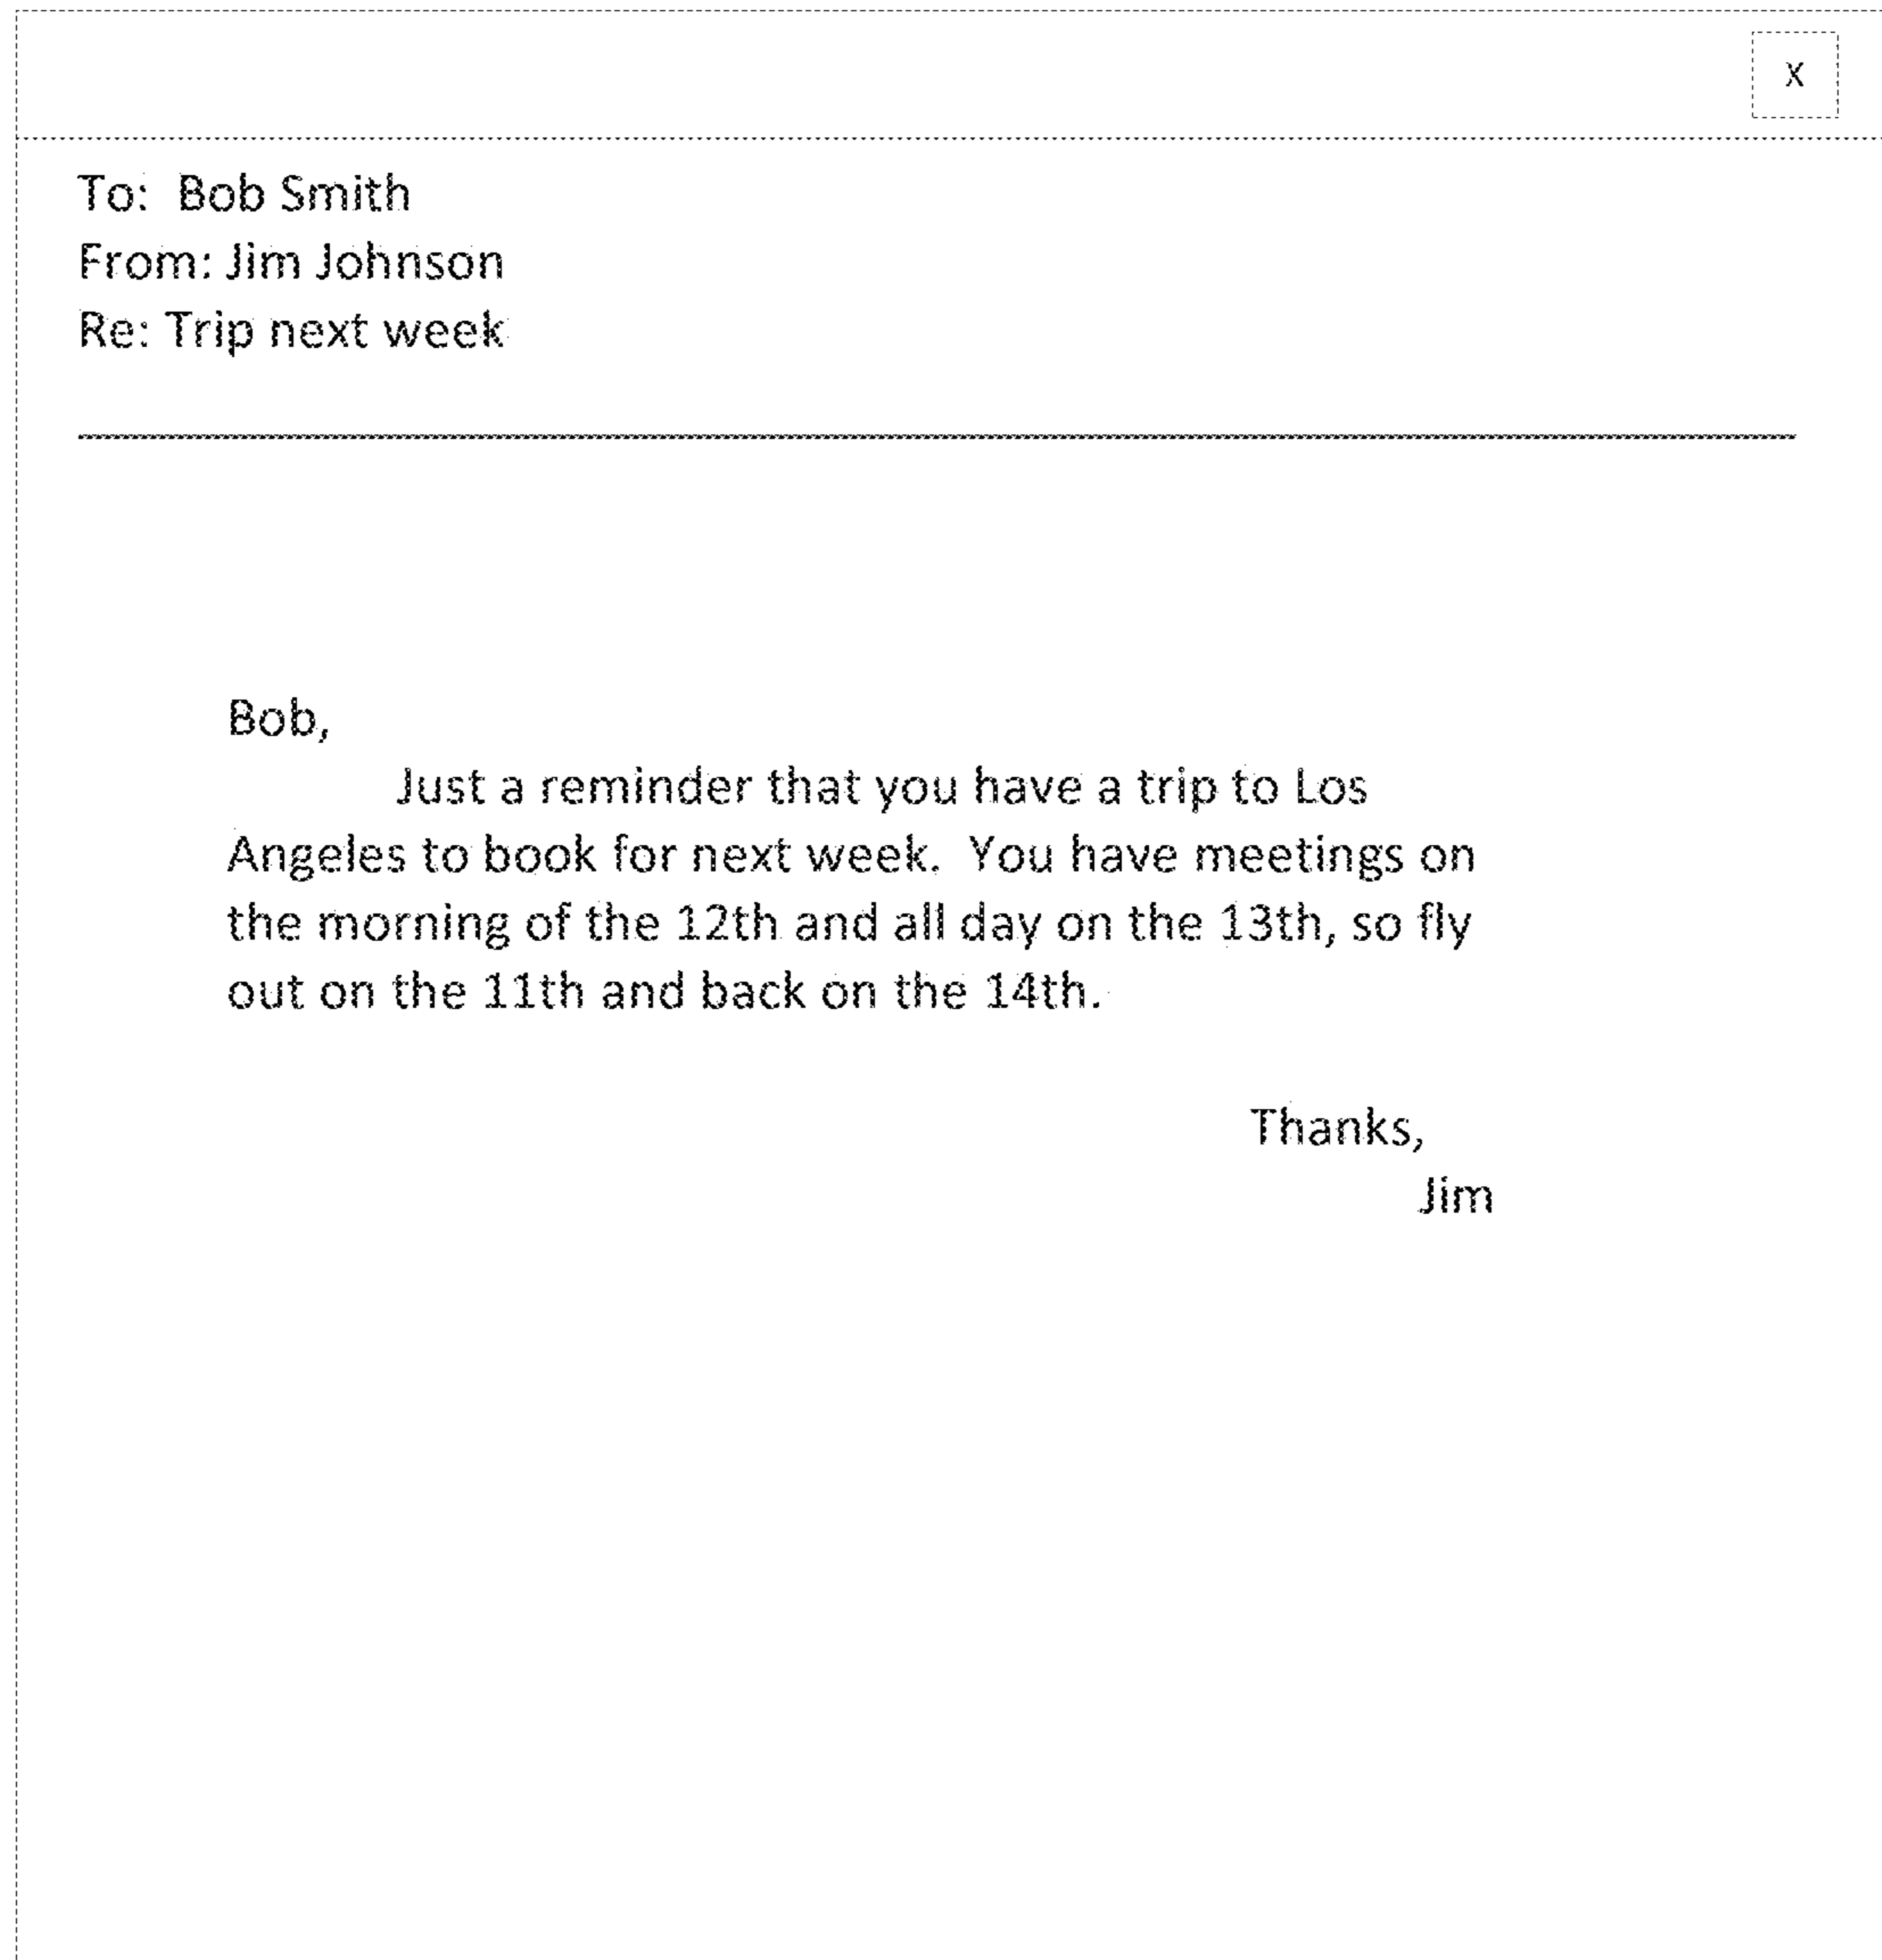 X
To:  Bob Smith
From: Jim Johnson
Re: Trip next week
Bob,
Just a reminder that you have a trip to Los
Angeles to book for next week.  You have meetings on
the morning of the 12th and all day on the 13th, so fly
out on the 11th and back on the 14th.
Thanks,
Jim